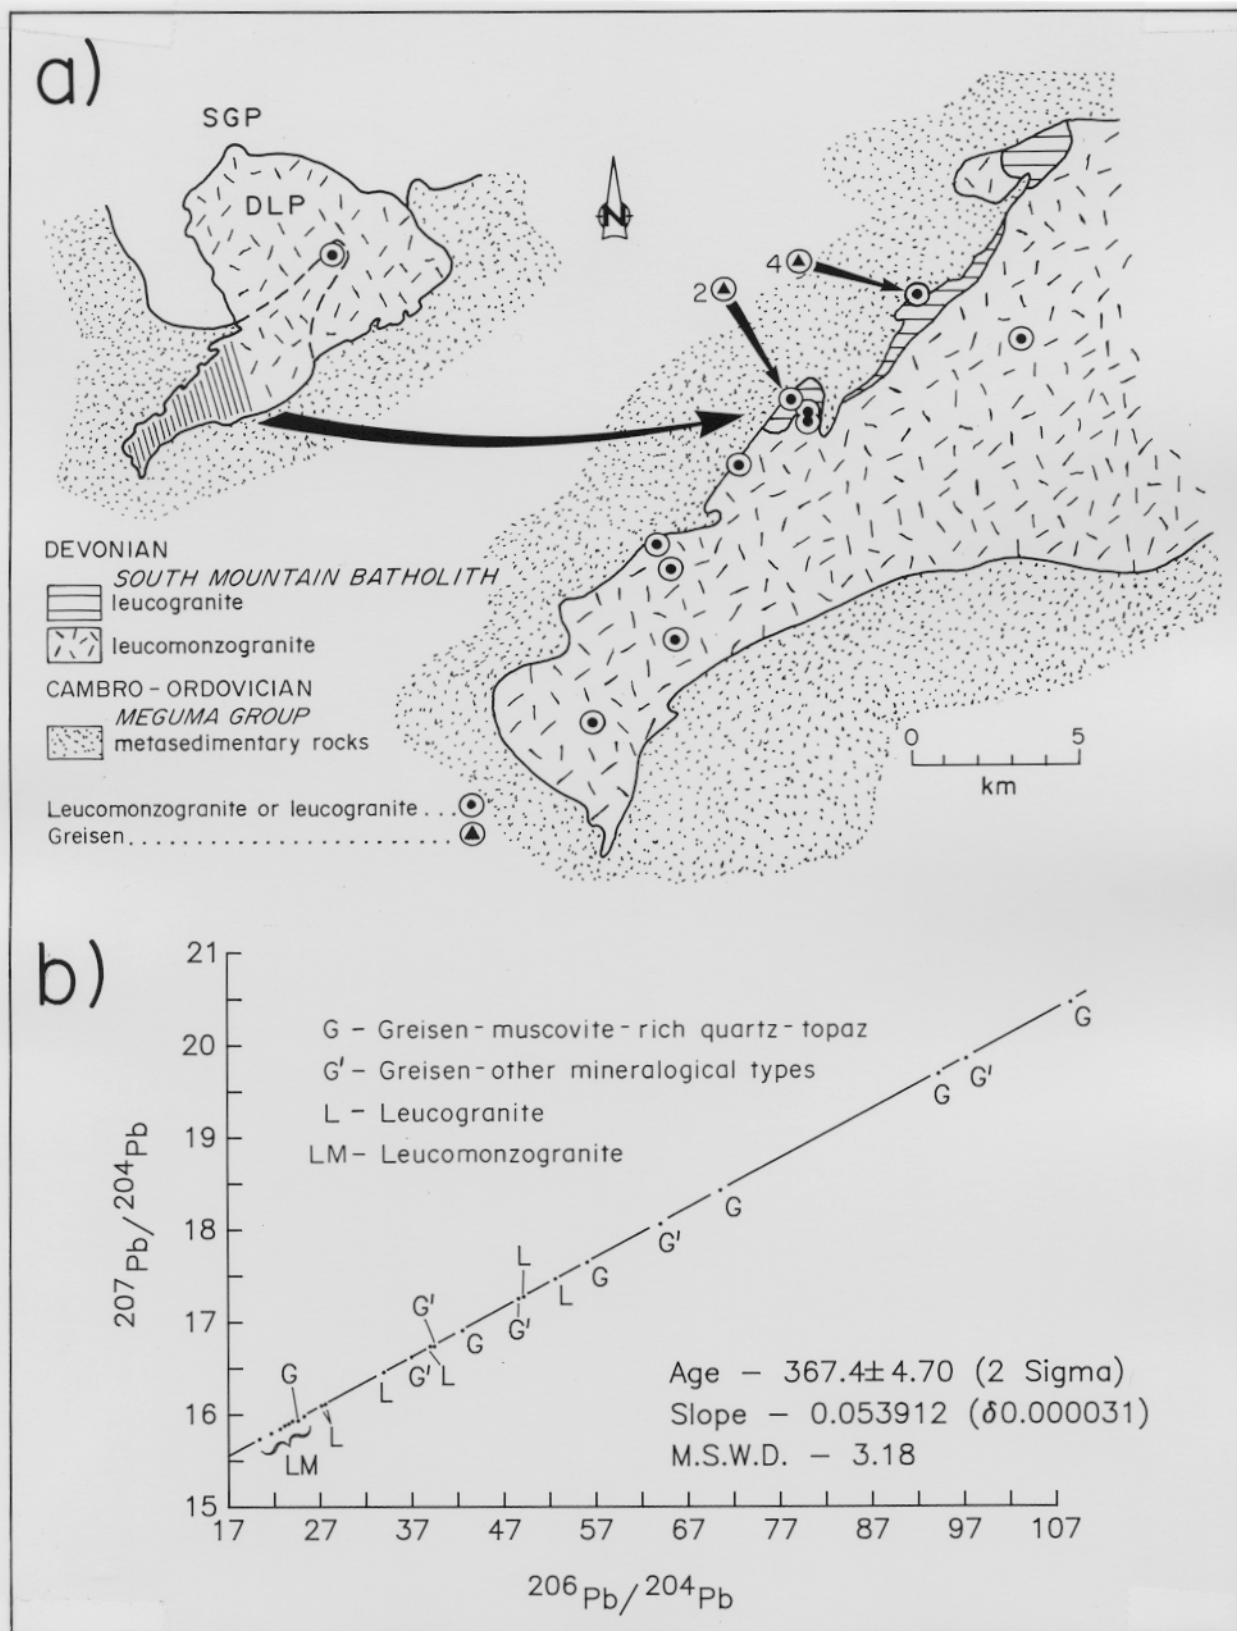 a)
SGP
DLP
N
4
2
DEVONIAN
SOUTH MOUNTAIN BATHOLITH
leucogranite
leucomonzogranite
CAMBRO-ORDOVICIAN
MEGUMA GROUP
metasedimentary rocks
0 5
km
Leucomonzogranite or leucogranite...
Greisen.......................
b)
21
20
19
18
17
16
15
207Pb/204Pb
G - Greisen-muscovite-rich quartz-topaz
G' - Greisen-other mineralogical types
L - Leucogranite
LM - Leucomonzogranite
G
G'
G
G
G'
L
G
L
G'
G'
G
G' L
L
G
L
LM
Age - 367.4±4.70 (2 Sigma)
Slope - 0.053912 (δ0.000031)
M.S.W.D. - 3.18
17 27 37 47 57 67 77 87 97 107
206Pb/204Pb